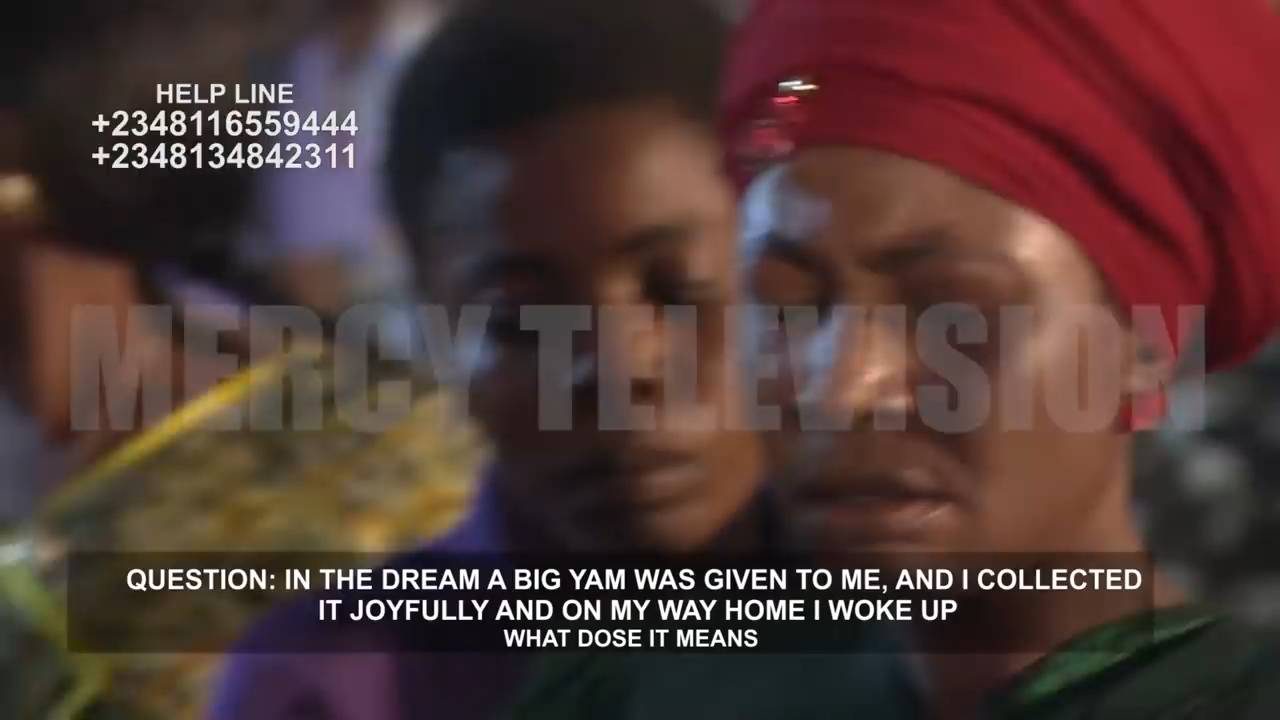 HELP LINE
+2348116559444
+2348134842311
MERCY TELEVISION
QUESTION: IN THE DREAM A BIG YAM WAS GIVEN TO ME, AND I COLLECTED
IT JOYFULLY AND ON MY WAY HOME I WOKE UP
WHAT DOSE IT MEANS